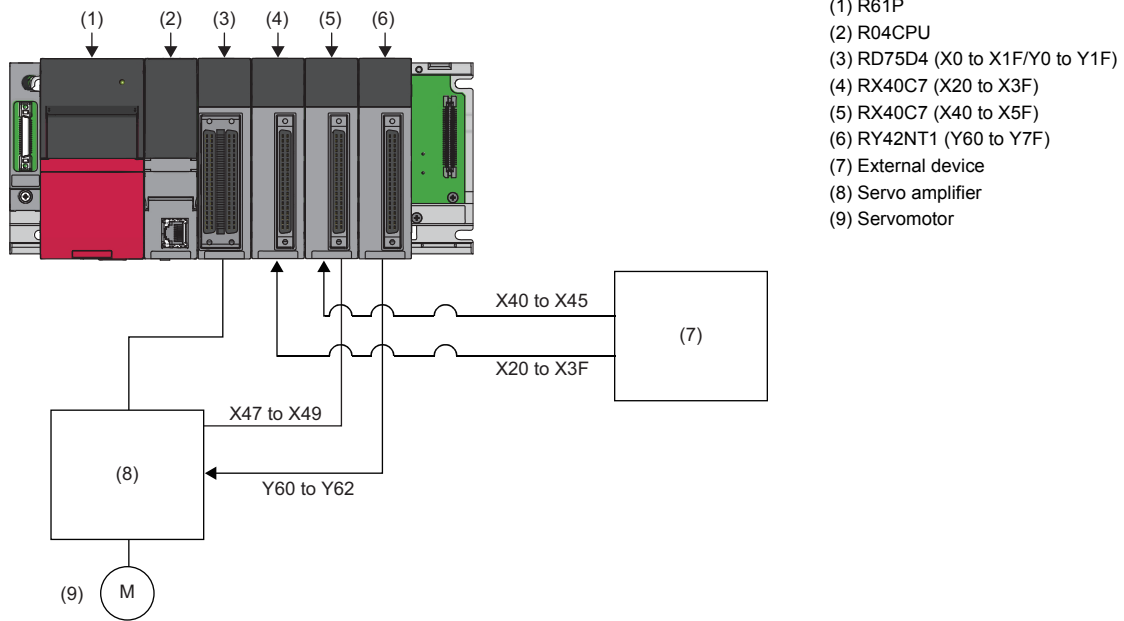 (1) (2) (3) (4) (5) (6)
(1) R61P
(2) R04CPU
(3) RD75D4 (X0 to X1F/Y0 to Y1F)
(4) RX40C7 (X20 to X3F)
(5) RX40C7 (X40 to X5F)
(6) RY42NT1 (Y60 to Y7F)
(7) External device
(8) Servo amplifier
(9) Servomotor
X40 to X45
(7)
X20 to X3F
X47 to X49
(8)
Y60 to Y62
(9) M